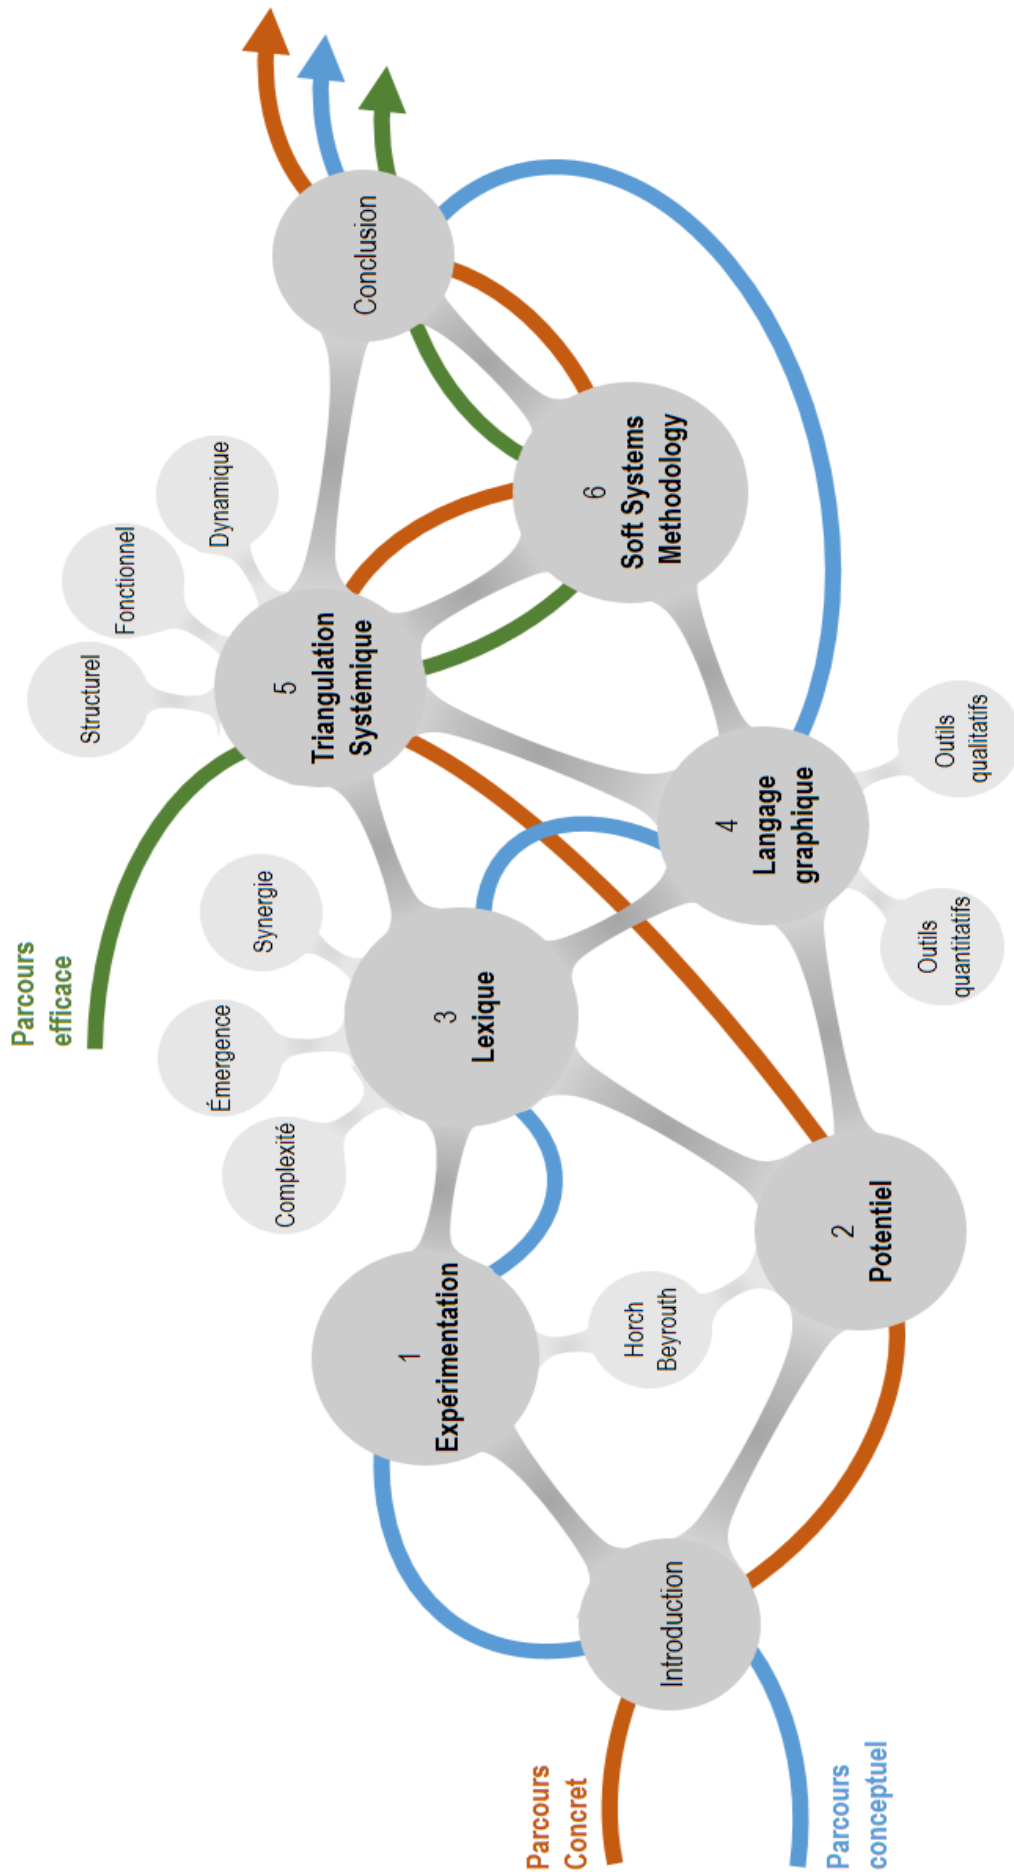 Parcours
efficace
Structurel
Fonctionnel
Dynamique
Complexité
Émergence
Synergie
5
Triangulation
Systémique
Conclusion
1
Expérimentation
3
Lexique
6
Soft Systems
Methodology
Parcours
Concret
Introduction
Horch
Beyrouth
2
Potentiel
4
Langage
graphique
Outils
quantitatifs
Outils
qualitatifs
Parcours
conceptuel